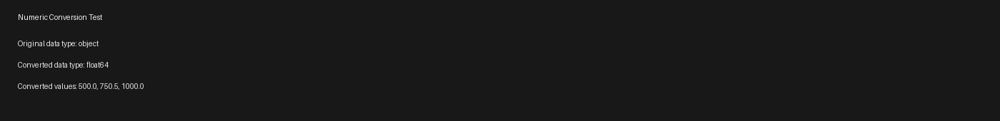 Numeric Conversion Test
Original data type: object
Converted data type: float64
Converted values: 500.0, 750.5, 1000.0